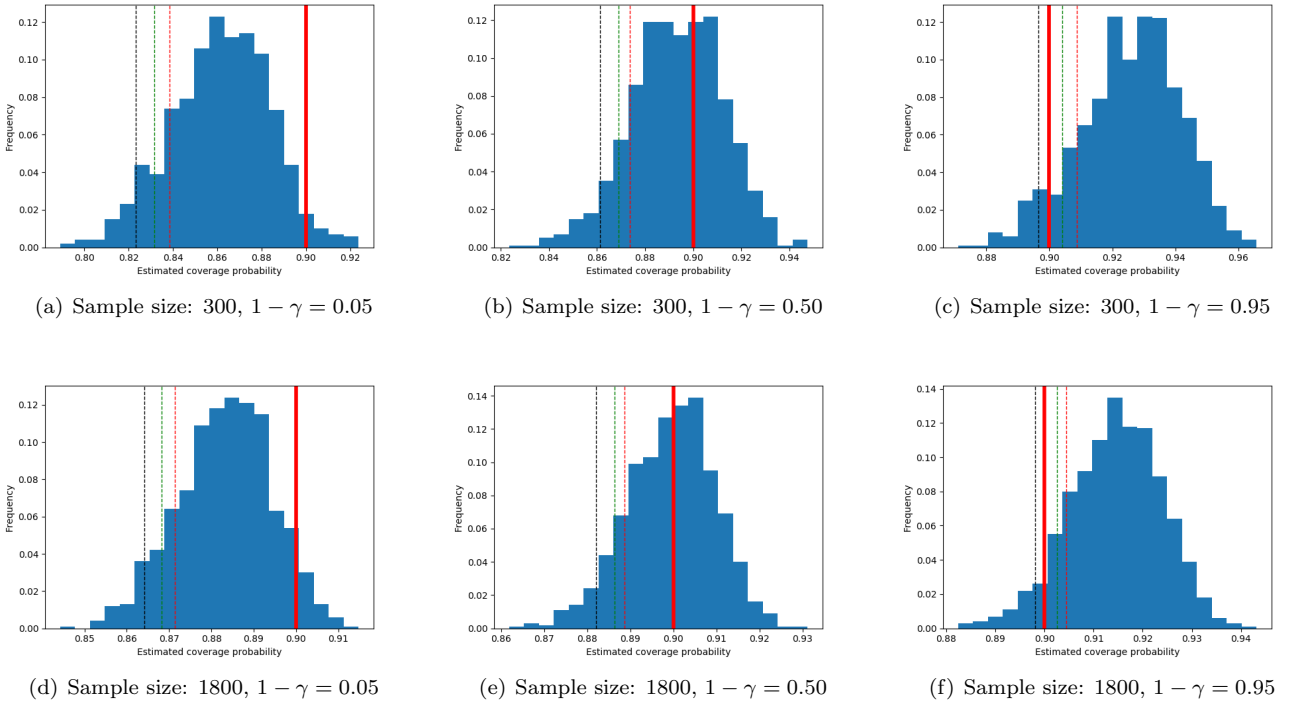 0.12
0.10
0.08
0.06
0.04
0.02
0.00
Frequency
0.80 0.82 0.84 0.86 0.88 0.90 0.92
Estimated coverage probability
(a) Sample size: 300, 1 − γ = 0.05
0.12
0.10
0.08
0.06
0.04
0.02
0.00
Frequency
0.82 0.84 0.86 0.88 0.90 0.92 0.94
Estimated coverage probability
(b) Sample size: 300, 1 − γ = 0.50
0.12
0.10
0.08
0.06
0.04
0.02
0.00
Frequency
0.88 0.90 0.92 0.94 0.96
Estimated coverage probability
(c) Sample size: 300, 1 − γ = 0.95
0.12
0.10
0.08
0.06
0.04
0.02
0.00
Frequency
0.85 0.86 0.87 0.88 0.89 0.90 0.91
Estimated coverage probability
(d) Sample size: 1800, 1 − γ = 0.05
0.14
0.12
0.10
0.08
0.06
0.04
0.02
0.00
Frequency
0.86 0.87 0.88 0.89 0.90 0.91 0.92 0.93
Estimated coverage probability
(e) Sample size: 1800, 1 − γ = 0.50
0.14
0.12
0.10
0.08
0.06
0.04
0.02
0.00
Frequency
0.88 0.89 0.90 0.91 0.92 0.93 0.94
Estimated coverage probability
(f) Sample size: 1800, 1 − γ = 0.95